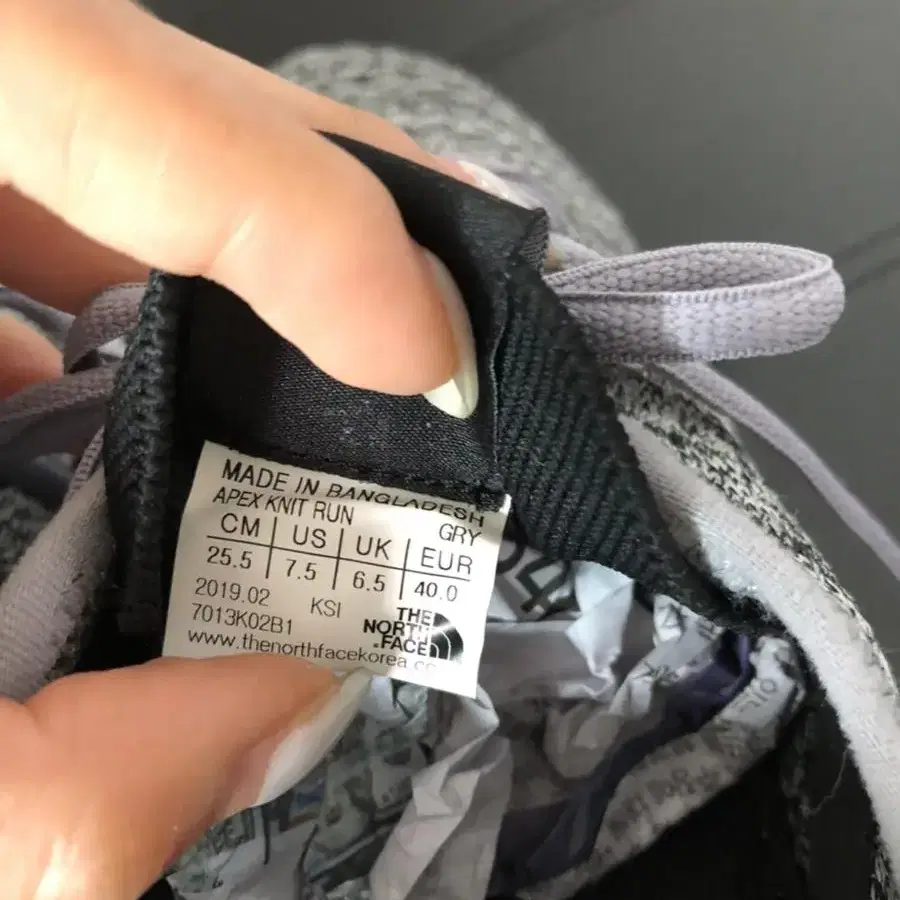 MADE IN BANGLADESH
APEX KNIT RUN GRY
CM US UK EUR
25.5 7.5 6.5 40.0
2019.02 KSI
7013K02B1
THE
NORTH
FACE
www.thenorthfacekorea.co